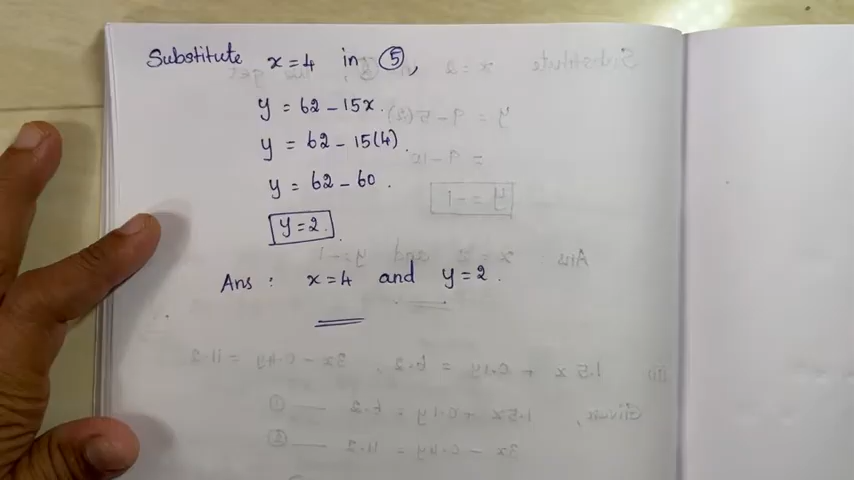 Substitute x=4 in ⑤,
y = 62 - 15x.
y = 62 - 15(4).
y = 62 - 60.
y = 2.
Ans : x=4 and y=2.